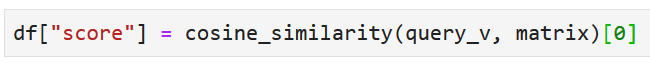 df["score"] = cosine_similarity(query_v, matrix)[0]